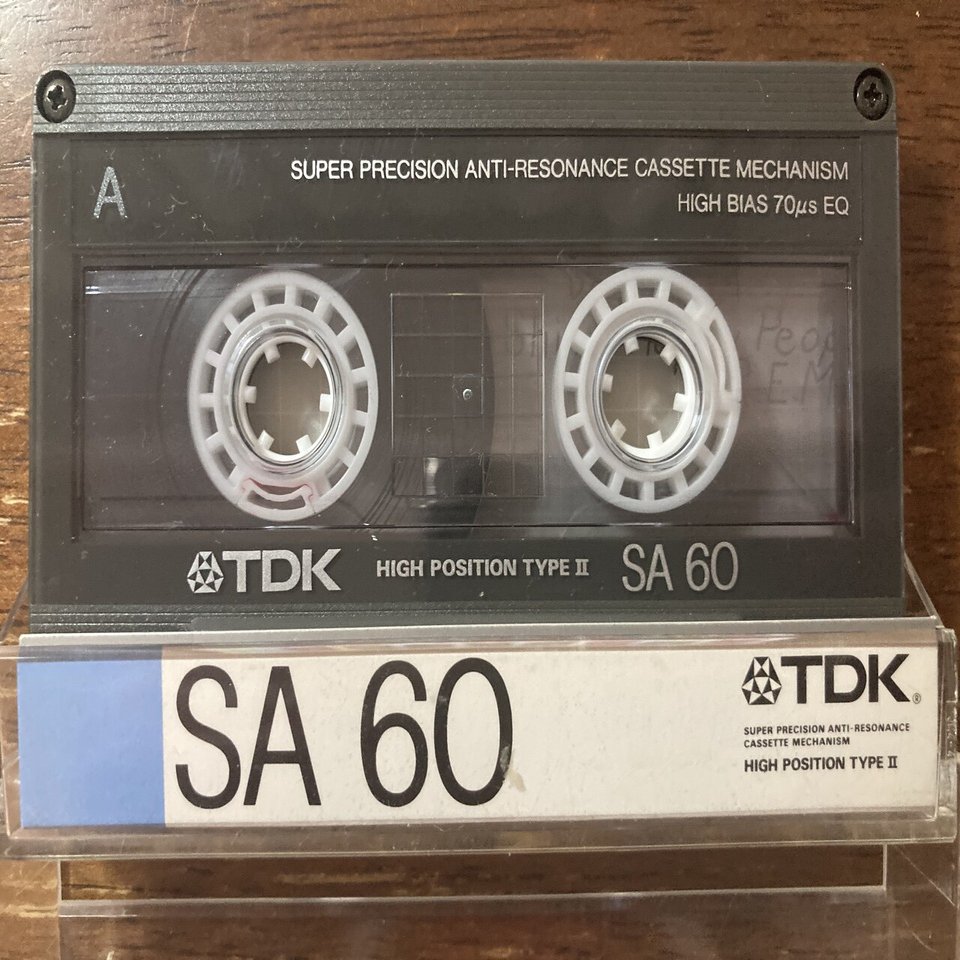 A
SUPER PRECISION ANTI-RESONANCE CASSETTE MECHANISM
HIGH BIAS 70µs EQ
TDK
HIGH POSITION TYPE II
SA 60
SA 60
TDK®
SUPER PRECISION ANTI-RESONANCE
CASSETTE MECHANISM
HIGH POSITION TYPE II